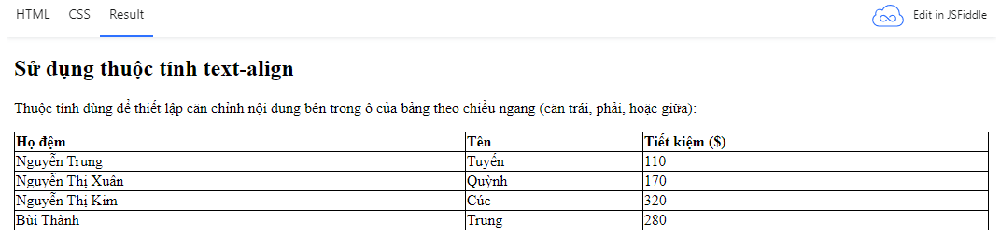 HTML CSS Result Edit in JSFiddle
Sử dụng thuộc tính text-align
Thuộc tính dùng để thiết lập căn chỉnh nội dung bên trong ô của bảng theo chiều ngang (căn trái, phải, hoặc giữa):
Họ đệm Tên Tiết kiệm ($)
Nguyễn Trung Tuyến 110
Nguyễn Thị Xuân Quỳnh 170
Nguyễn Thị Kim Cúc 320
Bùi Thành Trung 280